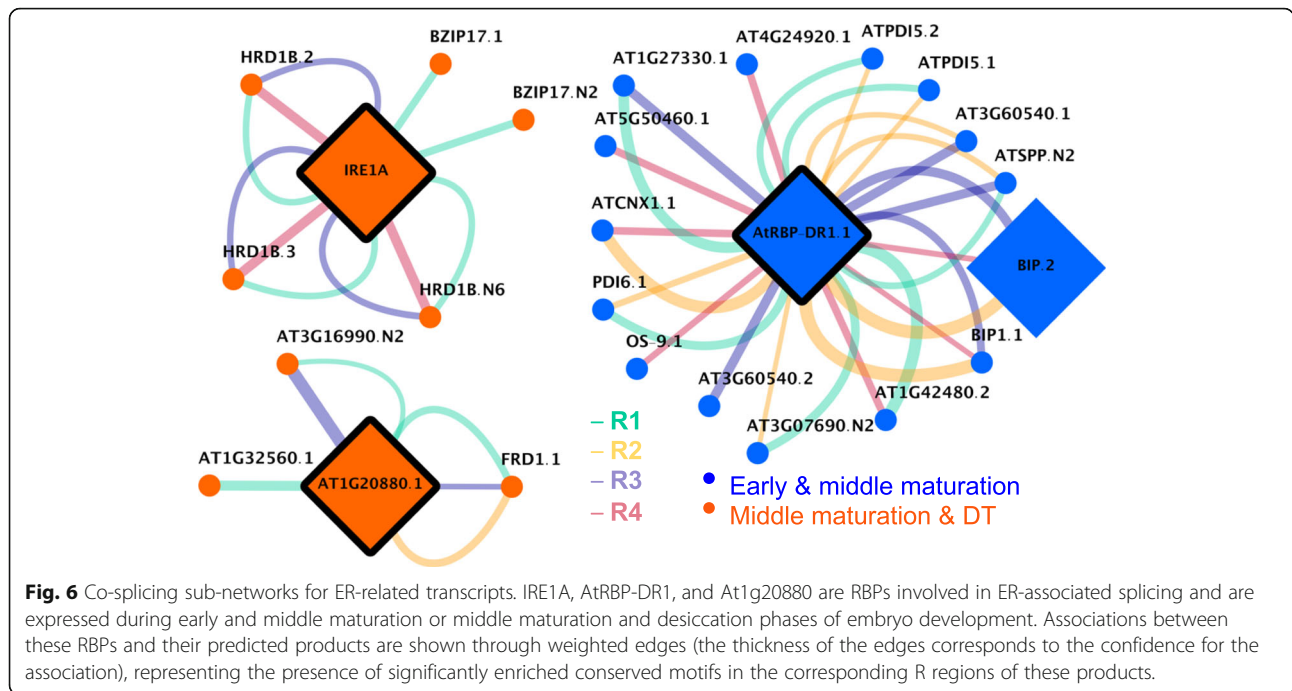 BZIP17.1
HRD1B.2
BZIP17.N2
IRE1A
HRD1B.3
HRD1B.N6
AT3G16990.N2
AT1G32560.1
FRD1.1
AT1G20880.1
AT4G24920.1
ATPDI5.2
AT1G27330.1
ATPDI5.1
AT5G50460.1
AT3G60540.1
ATSPP.N2
ATCNX1.1
AtRBP-DR1.1
BIP.2
PDI6.1
OS-9.1
BIP1.1
AT3G60540.2
AT1G42480.2
AT3G07690.N2
– R1
– R2
– R3
– R4
Early & middle maturation
Middle maturation & DT
Fig. 6 Co-splicing sub-networks for ER-related transcripts. IRE1A, AtRBP-DR1, and At1g20880 are RBPs involved in ER-associated splicing and are
expressed during early and middle maturation or middle maturation and desiccation phases of embryo development. Associations between
these RBPs and their predicted products are shown through weighted edges (the thickness of the edges corresponds to the confidence for the
association), representing the presence of significantly enriched conserved motifs in the corresponding R regions of these products.